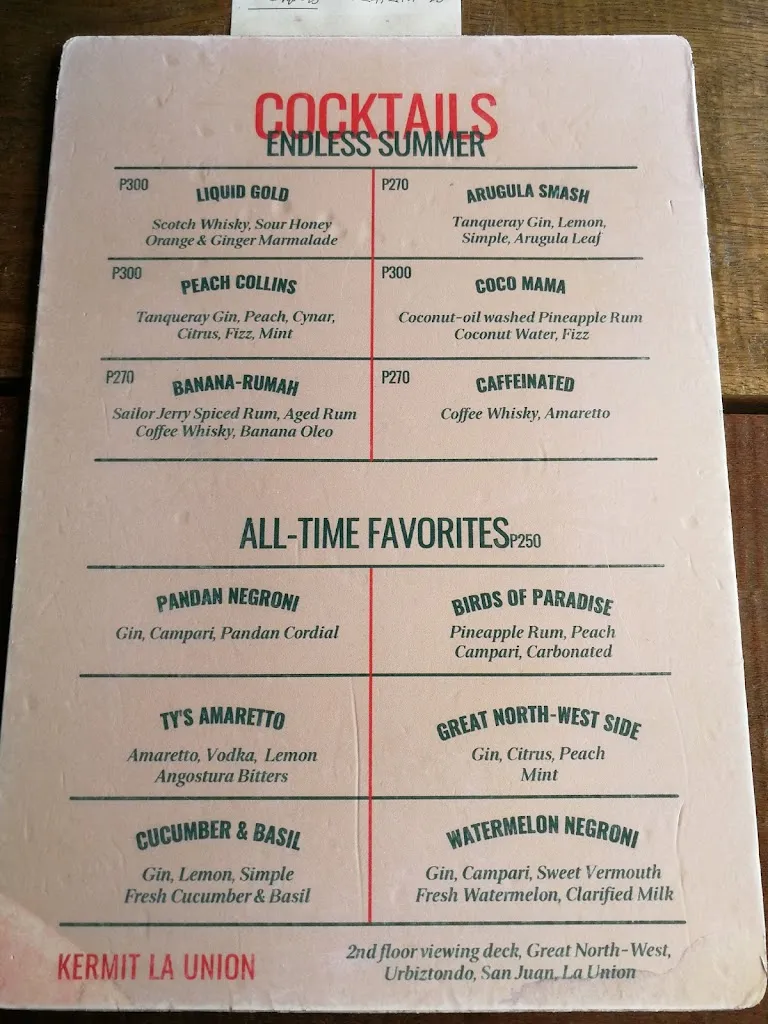 COCKTAILS
ENDLESS SUMMER
P300
LIQUID GOLD
Scotch Whisky, Sour Honey
Orange & Ginger Marmalade
P270
ARUGULA SMASH
Tanqueray Gin, Lemon,
Simple, Arugula Leaf
P300
PEACH COLLINS
Tanqueray Gin, Peach, Cynar,
Citrus, Fizz, Mint
P300
COCO MAMA
Coconut-oil washed Pineapple Rum
Coconut Water, Fizz
P270
BANANA-RUMAH
Sailor Jerry Spiced Rum, Aged Rum
Coffee Whisky, Banana Oleo
P270
CAFFEINATED
Coffee Whisky, Amaretto
ALL-TIME FAVORITES P250
PANDAN NEGRONI
Gin, Campari, Pandan Cordial
BIRDS OF PARADISE
Pineapple Rum, Peach
Campari, Carbonated
TY'S AMARETTO
Amaretto, Vodka, Lemon
Angostura Bitters
GREAT NORTH-WEST SIDE
Gin, Citrus, Peach
Mint
CUCUMBER & BASIL
Gin, Lemon, Simple
Fresh Cucumber & Basil
WATERMELON NEGRONI
Gin, Campari, Sweet Vermouth
Fresh Watermelon, Clarified Milk
KERMIT LA UNION
2nd floor viewing deck, Great North-West,
Urbiztondo, San Juan, La Union